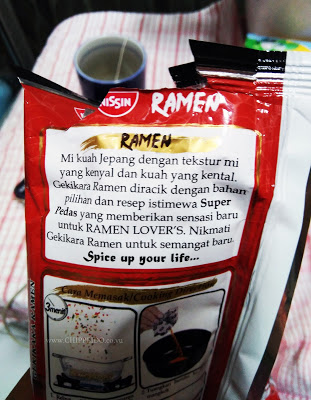 NISSIN RAMEN
RAMEN
Mi kuah Jepang dengan tekstur mi
yang kenyal dan kuah yang kental.
Gekikara Ramen diracik dengan bahan
pilihan dan resep istimewa Super
Pedas yang memberikan sensasi baru
untuk RAMEN LOVER'S. Nikmati
Gekikara Ramen untuk semangat baru.
Spice up your life...
Cara Memasak/Cooking
3menit